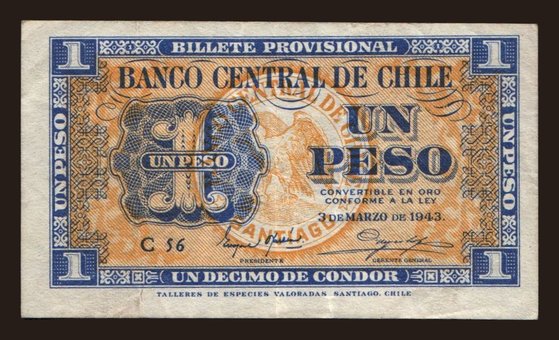 1 BILLETE PROVISIONAL 1
BANCO CENTRAL DE CHILE
UN PESO
UN PESO
UN
PESO
CONVERTIBLE EN ORO
CONFORME A LA LEY
3 DE MARZO DE 1943.
UN PESO
SANTIAGO
C 56
PRESIDENTE
GERENTE GENERAL
1 UN DECIMO DE CONDOR 1
TALLERES DE ESPECIES VALORADAS SANTIAGO, CHILE